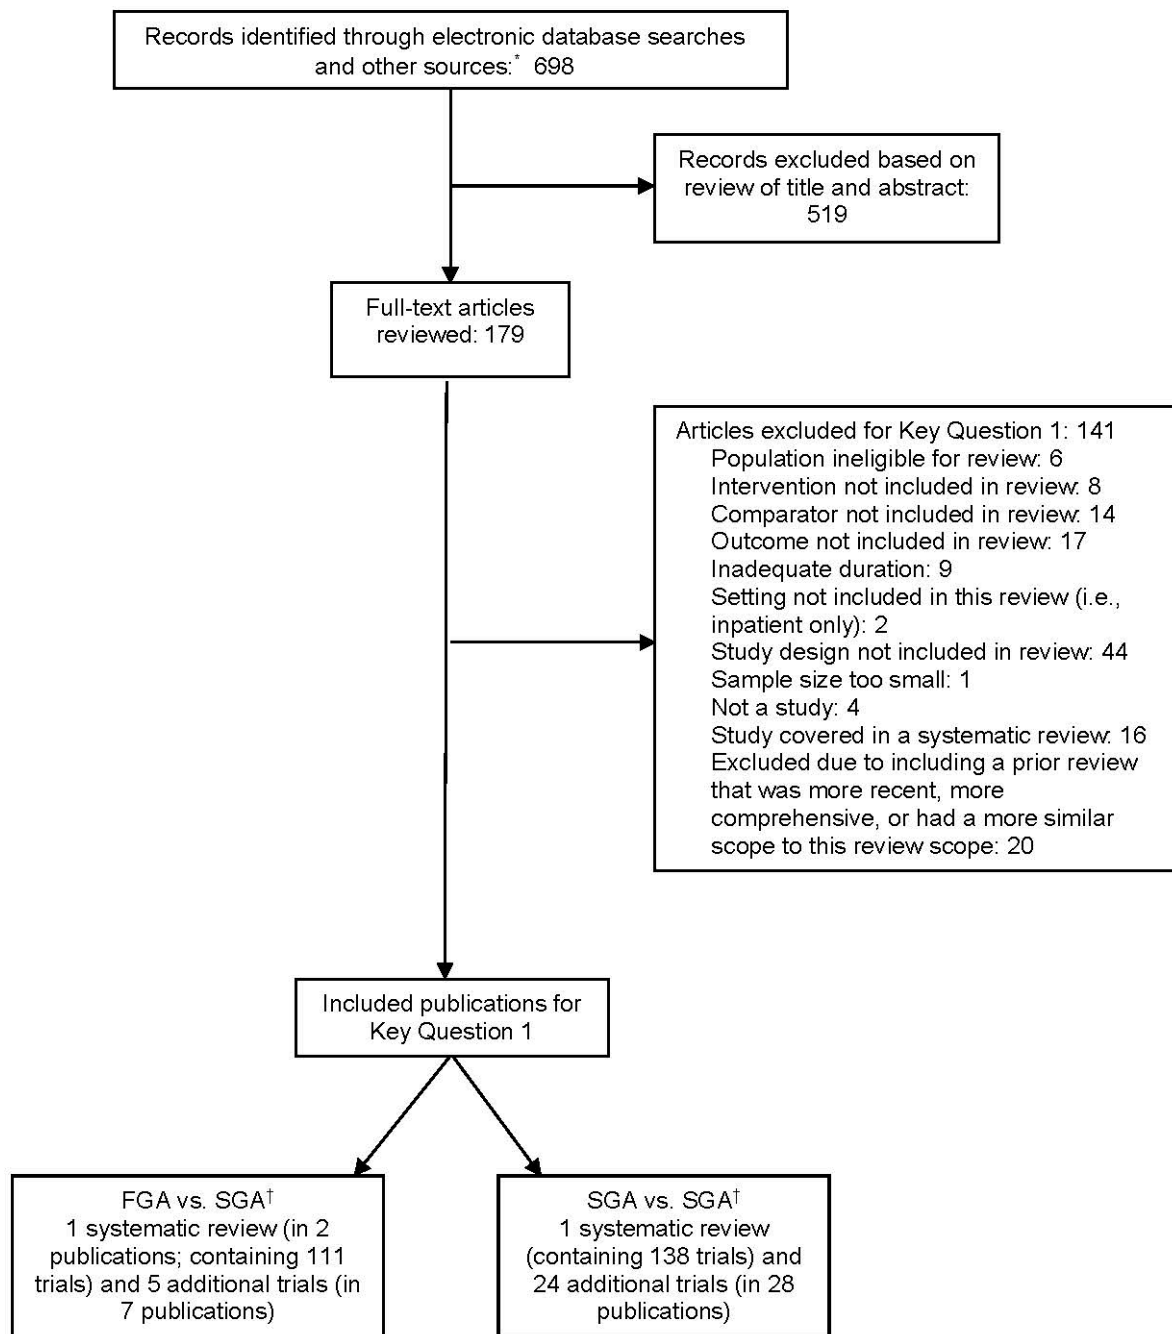 Records identified through electronic database searches
and other sources:* 698
Records excluded based on
review of title and abstract:
519
Full-text articles
reviewed: 179
Articles excluded for Key Question 1: 141
Population ineligible for review: 6
Intervention not included in review: 8
Comparator not included in review: 14
Outcome not included in review: 17
Inadequate duration: 9
Setting not included in this review (i.e.,
inpatient only): 2
Study design not included in review: 44
Sample size too small: 1
Not a study: 4
Study covered in a systematic review: 16
Excluded due to including a prior review
that was more recent, more
comprehensive, or had a more similar
scope to this review scope: 20
Included publications for
Key Question 1
FGA vs. SGA†
1 systematic review (in 2
publications; containing 111
trials) and 5 additional trials (in
7 publications)
SGA vs. SGA†
1 systematic review
(containing 138 trials) and
24 additional trials (in 28
publications)